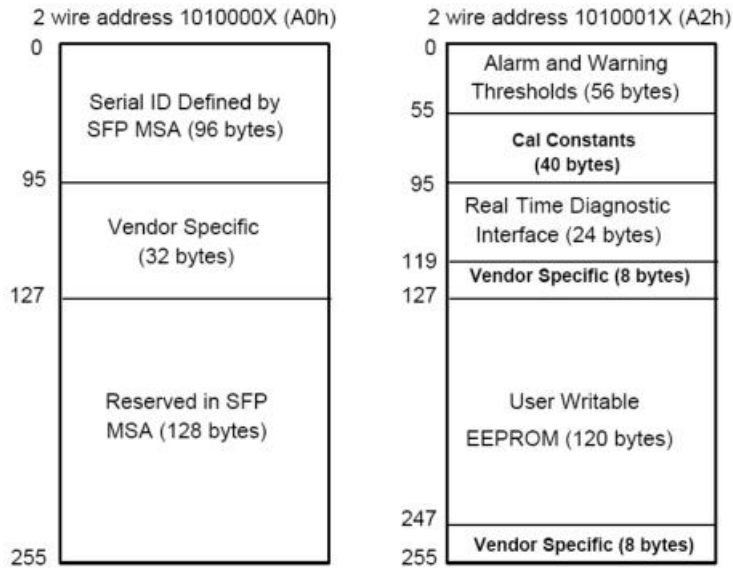 2 wire address 1010000X (A0h)
0
Serial ID Defined by
SFP MSA (96 bytes)
95
Vendor Specific
(32 bytes)
127
Reserved in SFP
MSA (128 bytes)
255
2 wire address 1010001X (A2h)
0
Alarm and Warning
Thresholds (56 bytes)
55
Cal Constants
(40 bytes)
95
Real Time Diagnostic
Interface (24 bytes)
119
Vendor Specific (8 bytes)
127
User Writable
EEPROM (120 bytes)
247
Vendor Specific (8 bytes)
255